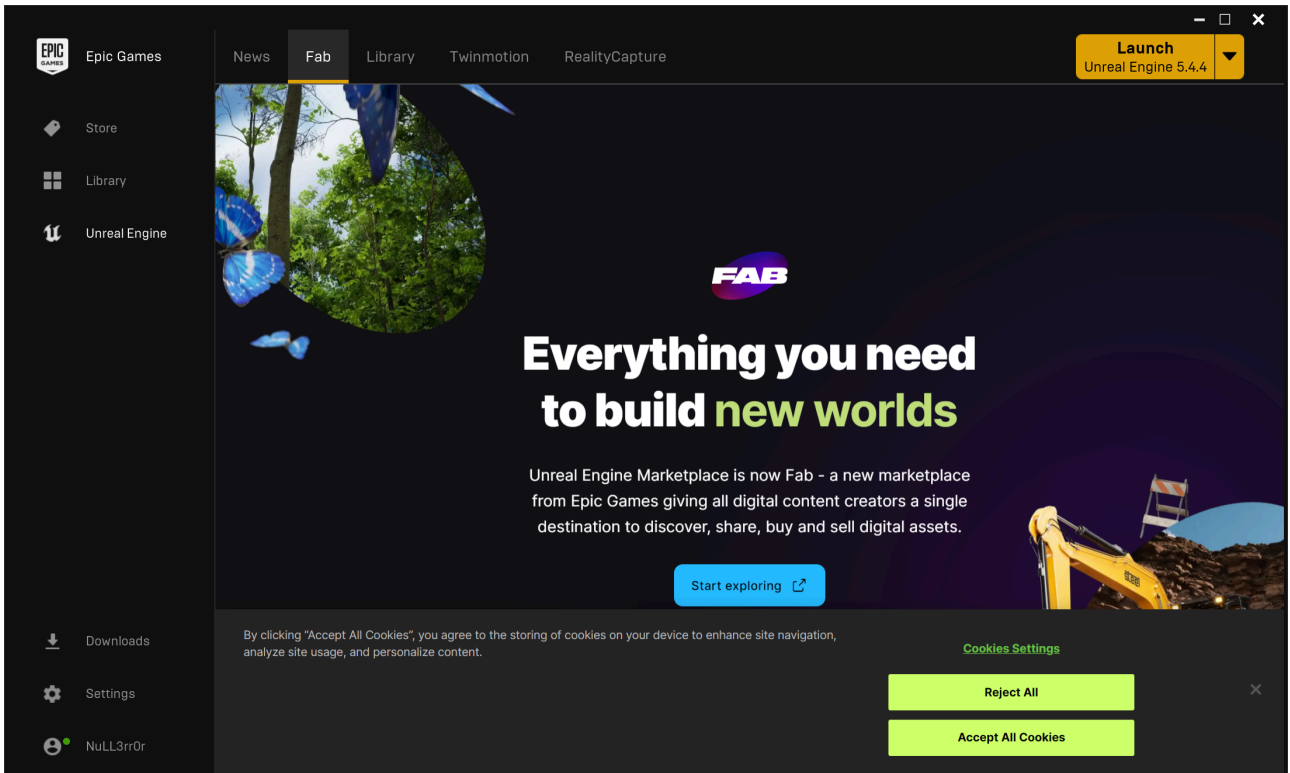 EPIC
GAMES
Epic Games
News
Fab
Library
Twinmotion
RealityCapture
Launch
Unreal Engine 5.4.4
Store
Library
Unreal Engine
FAB
Everything you need
to build new worlds
Unreal Engine Marketplace is now Fab - a new marketplace
from Epic Games giving all digital content creators a single
destination to discover, share, buy and sell digital assets.
Start exploring
Downloads
Settings
NuLL3rr0r
By clicking “Accept All Cookies”, you agree to the storing of cookies on your device to enhance site navigation,
analyze site usage, and personalize content.
Cookies Settings
Reject All
Accept All Cookies